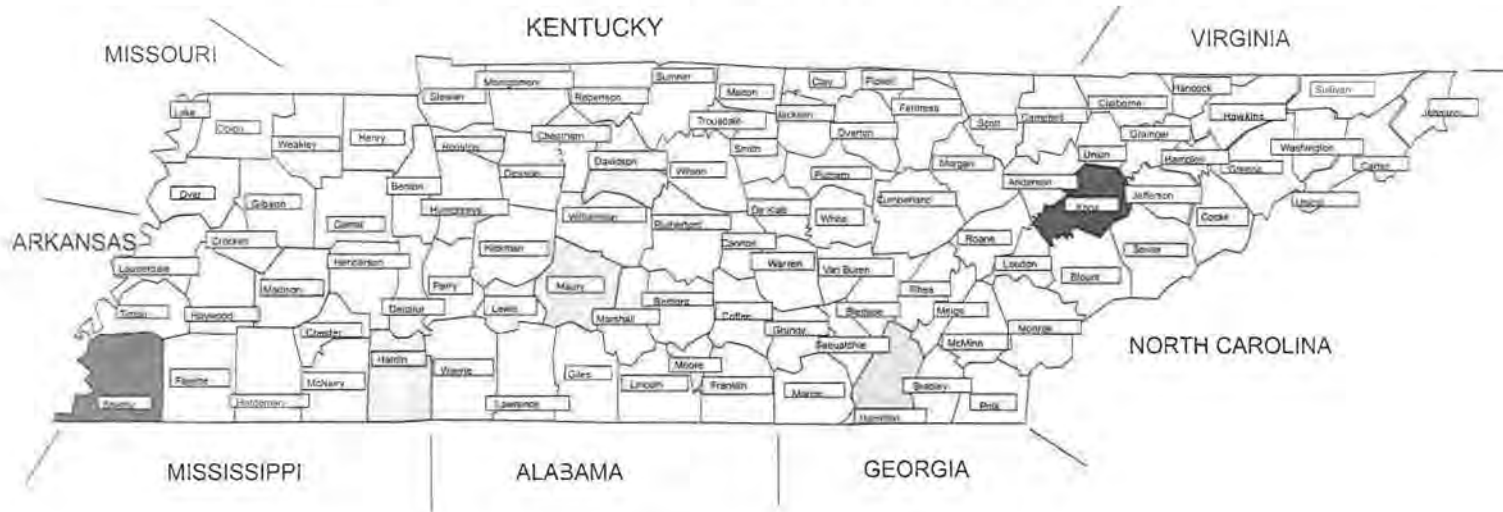 KENTUCKY
MISSOURI
VIRGINIA
Sumner
Clay
Hancock
Montgomery
Macon
Sullivan
Stewart
Robertson
Fentress
Claiborne
Lake
Jackson
Hawkins
Trousdale
Scott
Campbell
Obion
Cheatham
Overton
Grainger
Henry
Weakley
Houston
Smith
Washington
Davidson
Union
Hamblen
Morgan
Carter
Dickson
Wilson
Putnam
Greene
Anderson
Benton
Dyer
Jefferson
Unicoi
Gibson
Humphreys
Cumberland
Knox
De Kalb
Williamson
White
Cocke
Carroll
Rutherford
ARKANSAS
Crockett
Cannon
Roane
Hickman
Sevier
Henderson
Warren
Loudon
Lauderdale
Van Buren
Blount
Madison
Perry
Maury
Rhea
Bedford
Tipton
Haywood
Decatur
Lewis
Bledsoe
Meigs
Marshall
Coffee
Chester
Grundy
Monroe
Sequatchie
McMinn
NORTH CAROLINA
Hardin
Moore
Wayne
Giles
Fayette
McNairy
Lincoln
Franklin
Bradley
Marion
Shelby
Hardeman
Lawrence
Polk
Hamilton
MISSISSIPPI
ALABAMA
GEORGIA